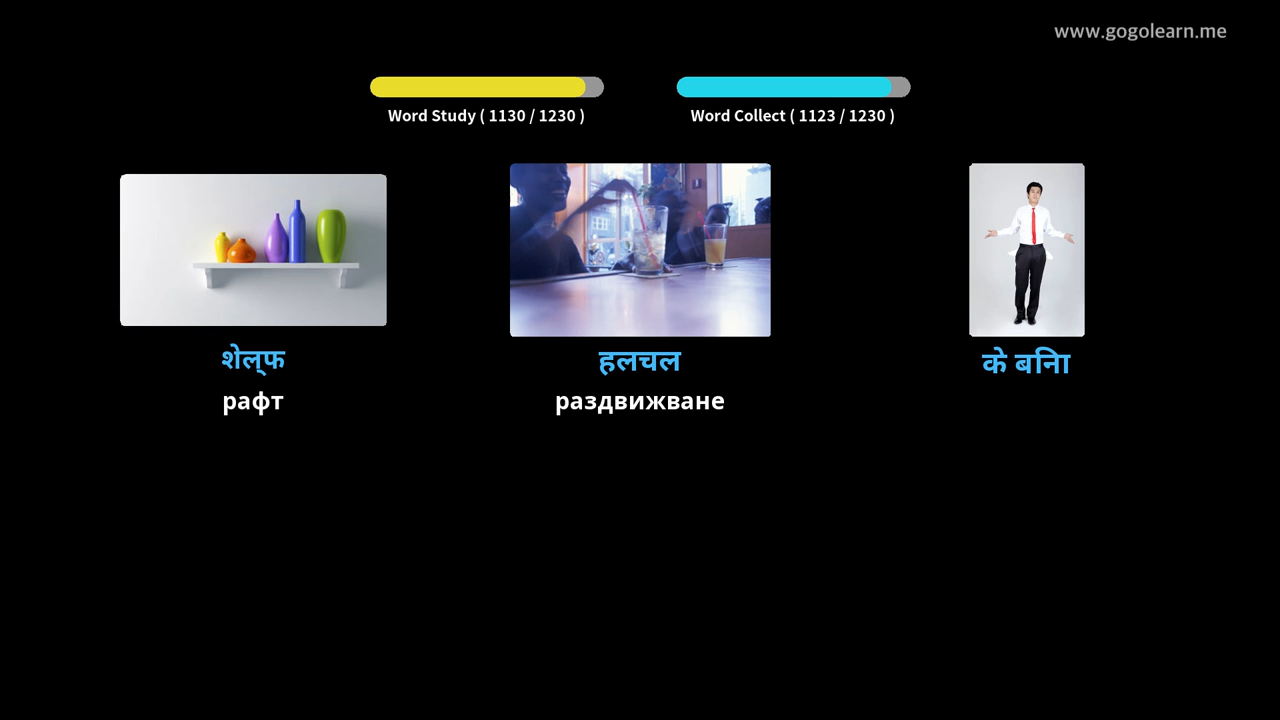 www.gogolearn.me
Word Study ( 1130 / 1230 )
Word Collect ( 1123 / 1230 )
शेल्फ
हलचल
के बिना
рафт
раздвижване